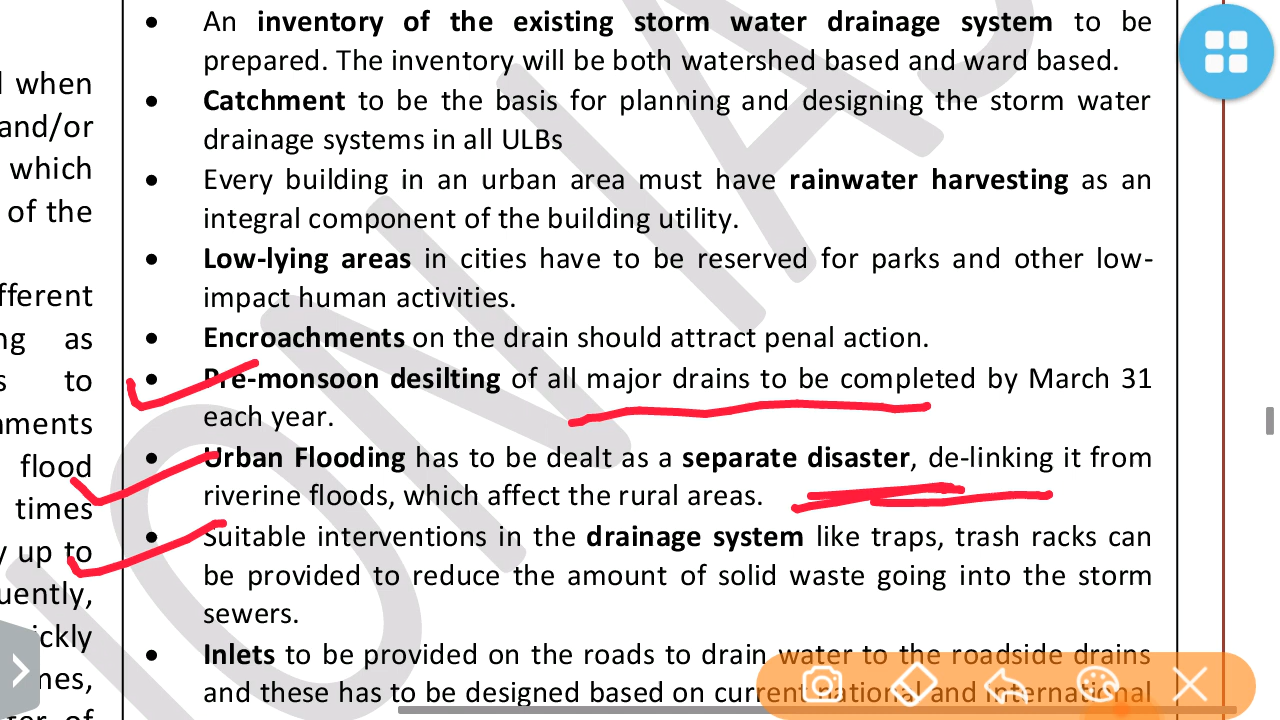 l when
and/or
which
of the
fferent
ng as
s to
nments
flood
times
y up to
uently,
ickly
mes,
ter of
• An inventory of the existing storm water drainage system to be
prepared. The inventory will be both watershed based and ward based.
• Catchment to be the basis for planning and designing the storm water
drainage systems in all ULBs
• Every building in an urban area must have rainwater harvesting as an
integral component of the building utility.
• Low-lying areas in cities have to be reserved for parks and other low-
impact human activities.
• Encroachments on the drain should attract penal action.
• Pre-monsoon desilting of all major drains to be completed by March 31
each year.
• Urban Flooding has to be dealt as a separate disaster, de-linking it from
riverine floods, which affect the rural areas.
• Suitable interventions in the drainage system like traps, trash racks can
be provided to reduce the amount of solid waste going into the storm
sewers.
• Inlets to be provided on the roads to drain water to the roadside drains
and these has to be designed based on current national and international
ION IAS